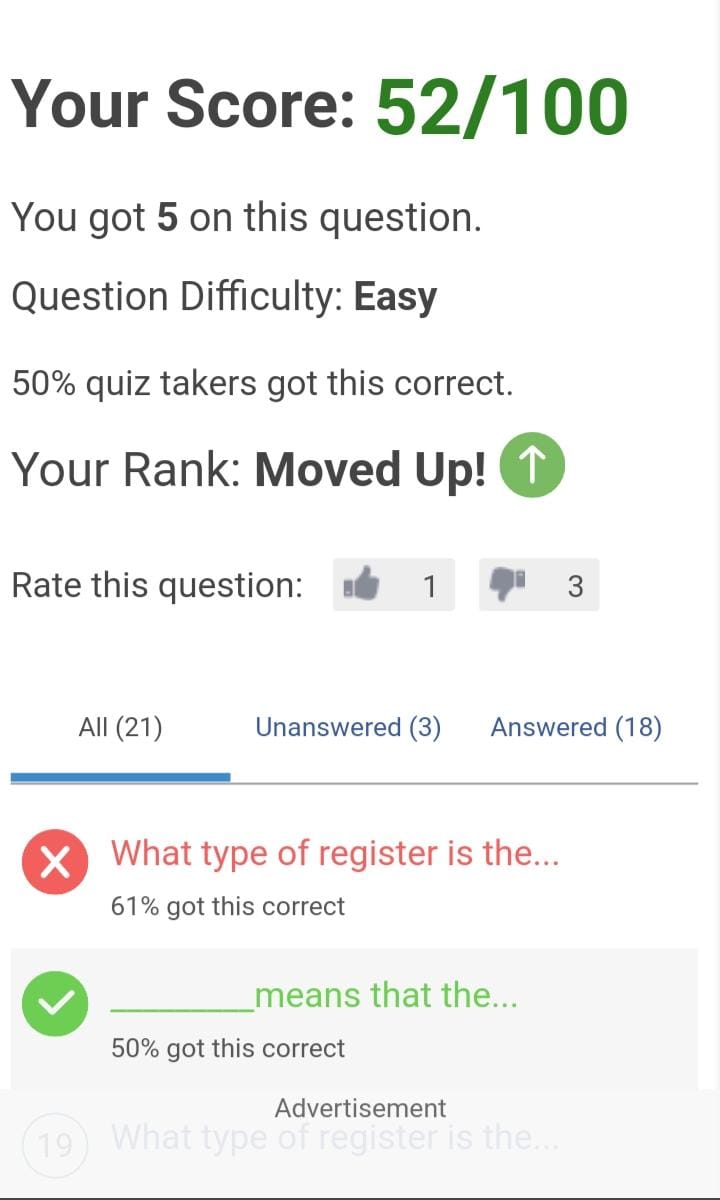 Your Score: 52/100
You got 5 on this question.
Question Difficulty: Easy
50% quiz takers got this correct.
Your Rank: Moved Up!
Rate this question: 1 3
All (21) Unanswered (3) Answered (18)
What type of register is the...
61% got this correct
_________means that the...
50% got this correct
Advertisement
19 What type of register is the...